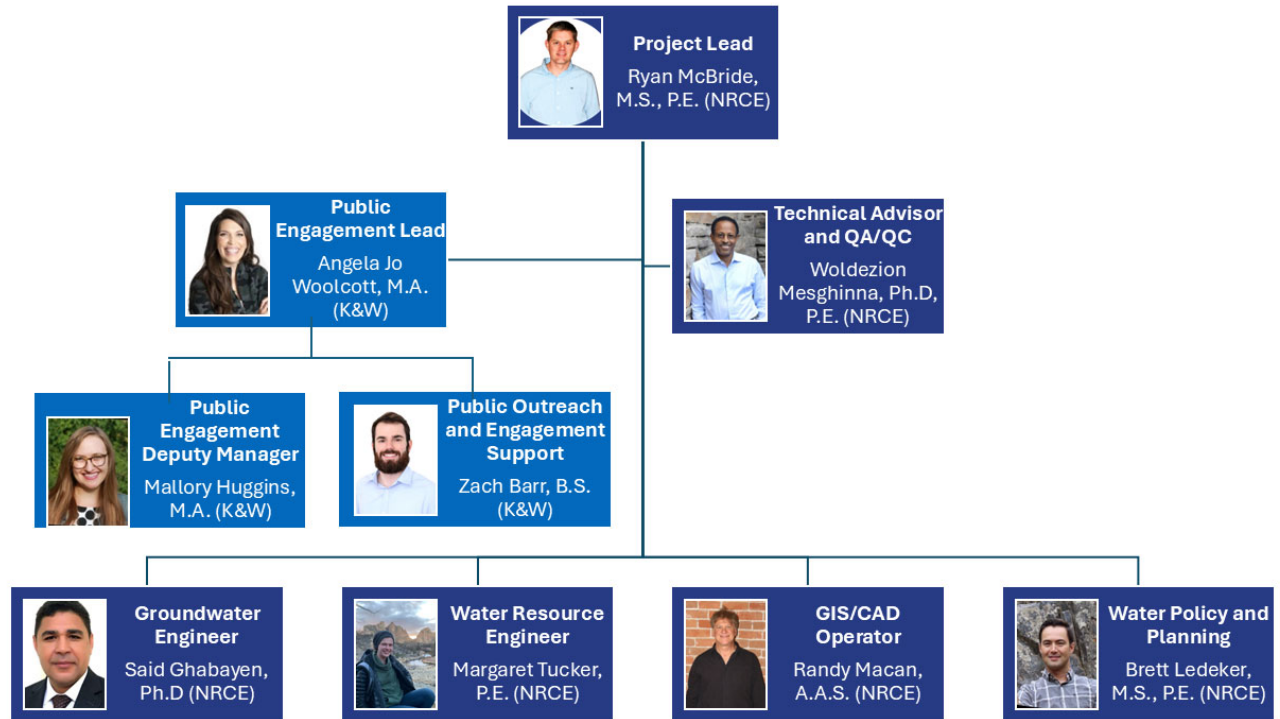 Project Lead
Ryan McBride,
M.S., P.E. (NRCE)
Public
Engagement Lead
Angela Jo
Woolcott, M.A.
(K&W)
Technical Advisor
and QA/QC
Woldezion
Mesghinna, Ph.D,
P.E. (NRCE)
Public
Engagement
Deputy Manager
Mallory Huggins,
M.A. (K&W)
Public Outreach
and Engagement
Support
Zach Barr, B.S.
(K&W)
Groundwater
Engineer
Said Ghabayen,
Ph.D (NRCE)
Water Resource
Engineer
Margaret Tucker,
P.E. (NRCE)
GIS/CAD
Operator
Randy Macan,
A.A.S. (NRCE)
Water Policy and
Planning
Brett Ledeker,
M.S., P.E. (NRCE)